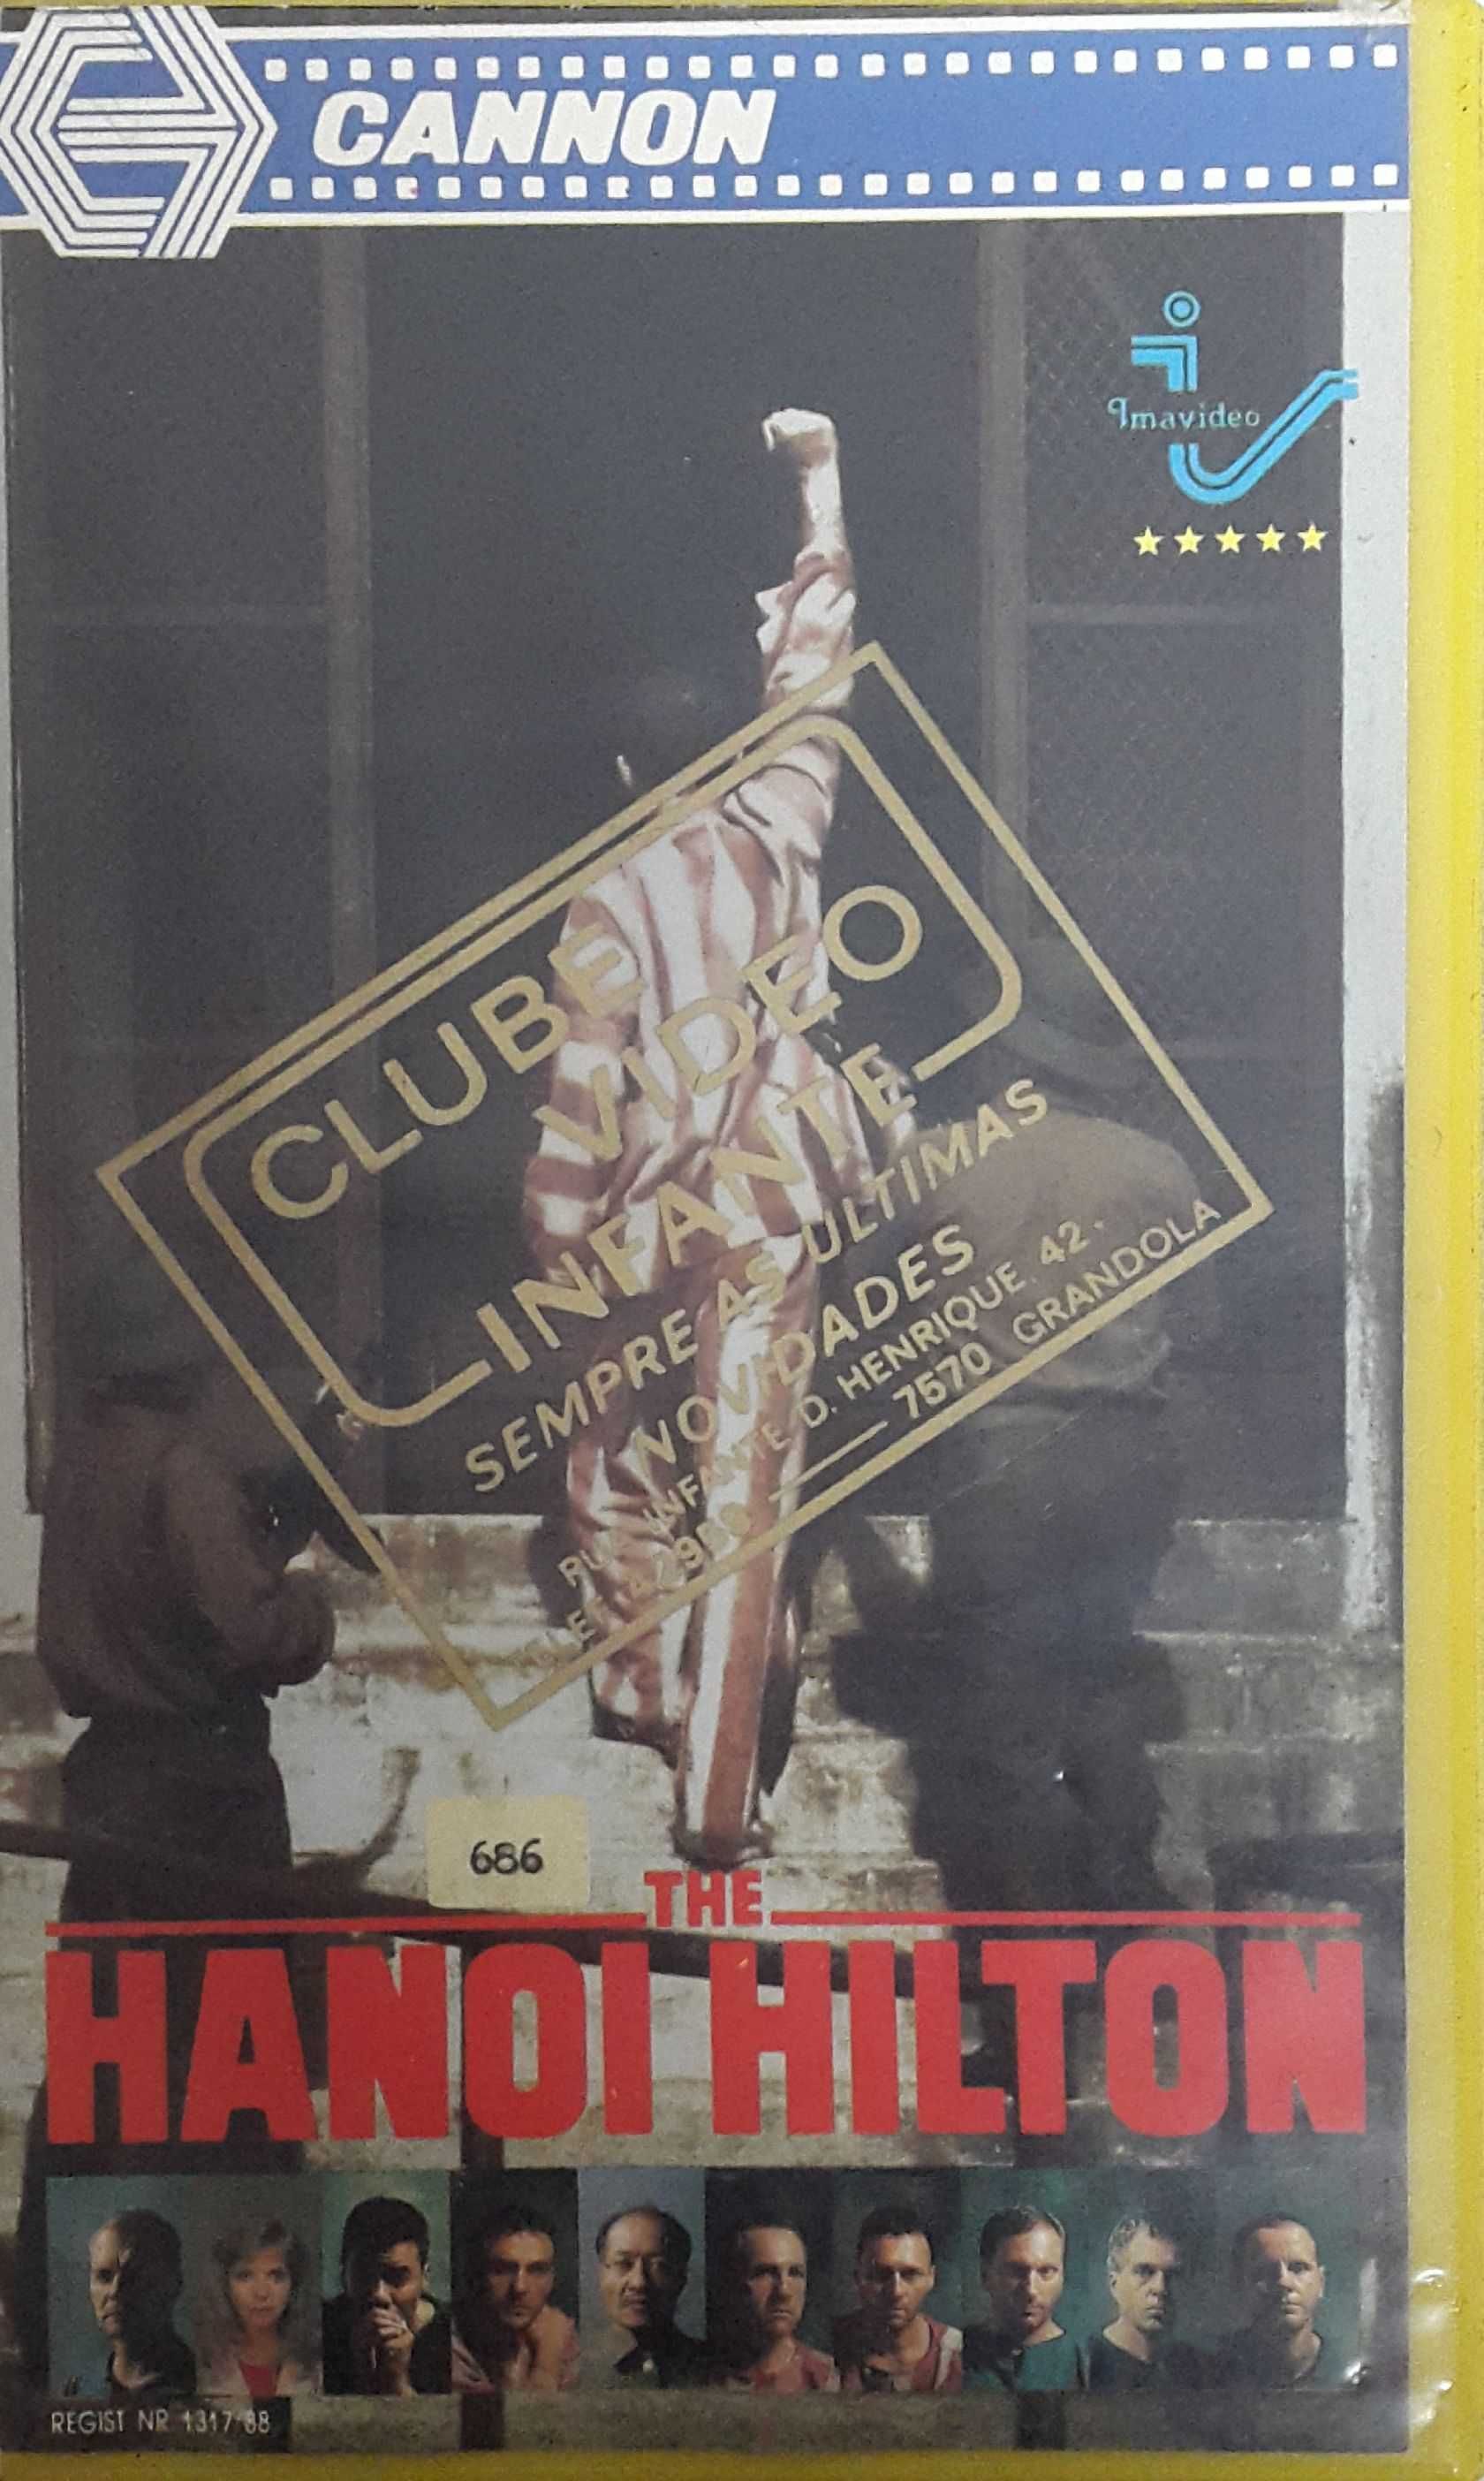 CANNON
Imavideo
CLUBE
VIDEO
INFANTE
SEMPRE AS ULTIMAS
NOVIDADES
INFANTE D. HENRIQUE, 42 ·
7570 GRANDOLA
686
THE
HANOI HILTON
REGIST NR 1317/88